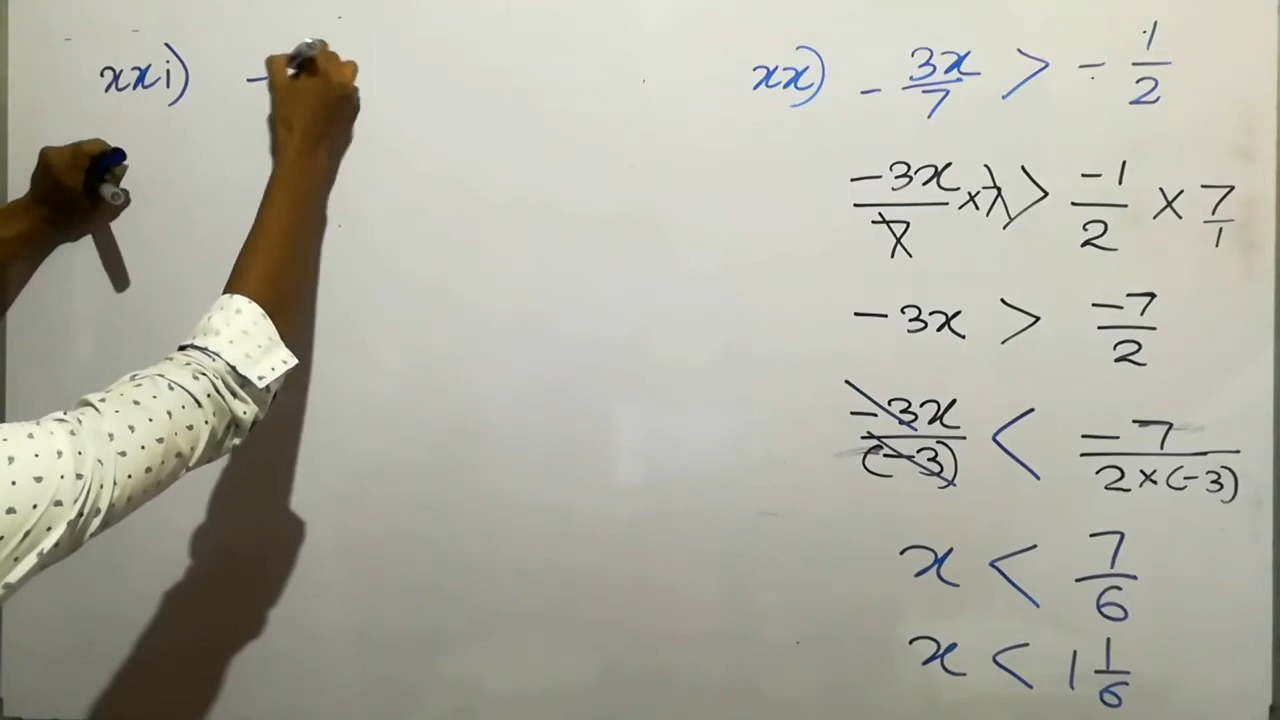 xxi) -
xx) - 3x/7 > - 1/2
-3x/7 × 7 > -1/2 × 7/1
-3x > -7/2
-3x/(-3) < -7/2×(-3)
x < 7/6
x < 1 1/6